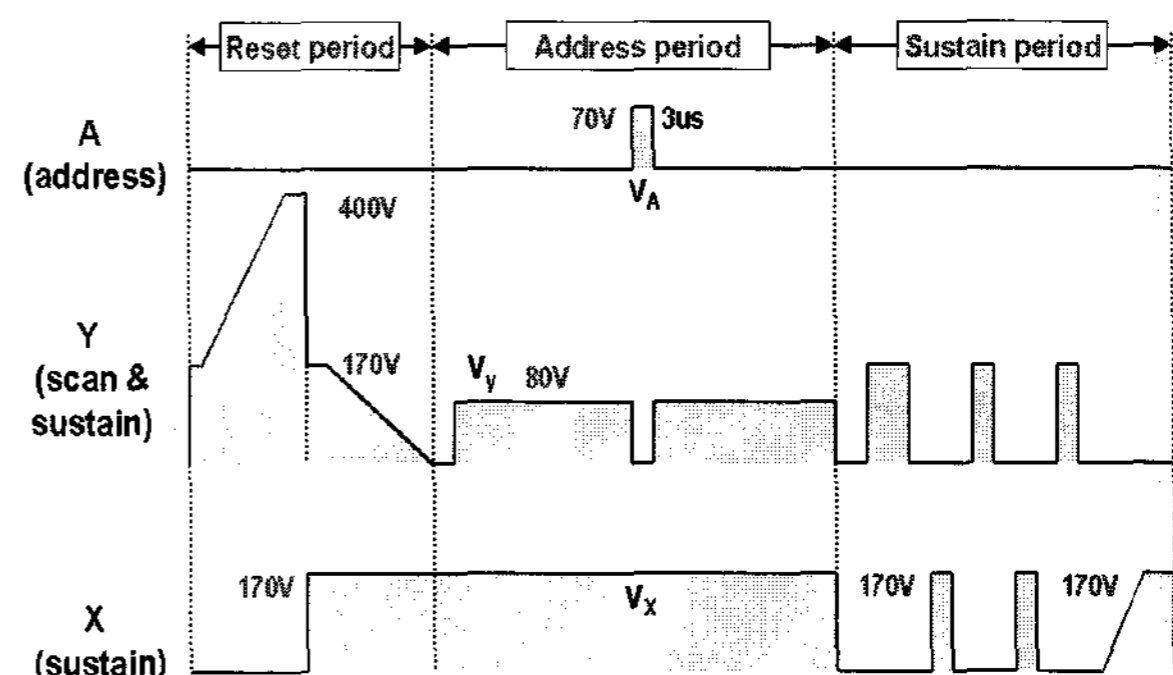 Reset period
Address period
Sustain period
A
(address)
70V
3us
VA
400V
Y
(scan &
sustain)
170V
Vy
80V
X
(sustain)
170V
VX
170V
170V